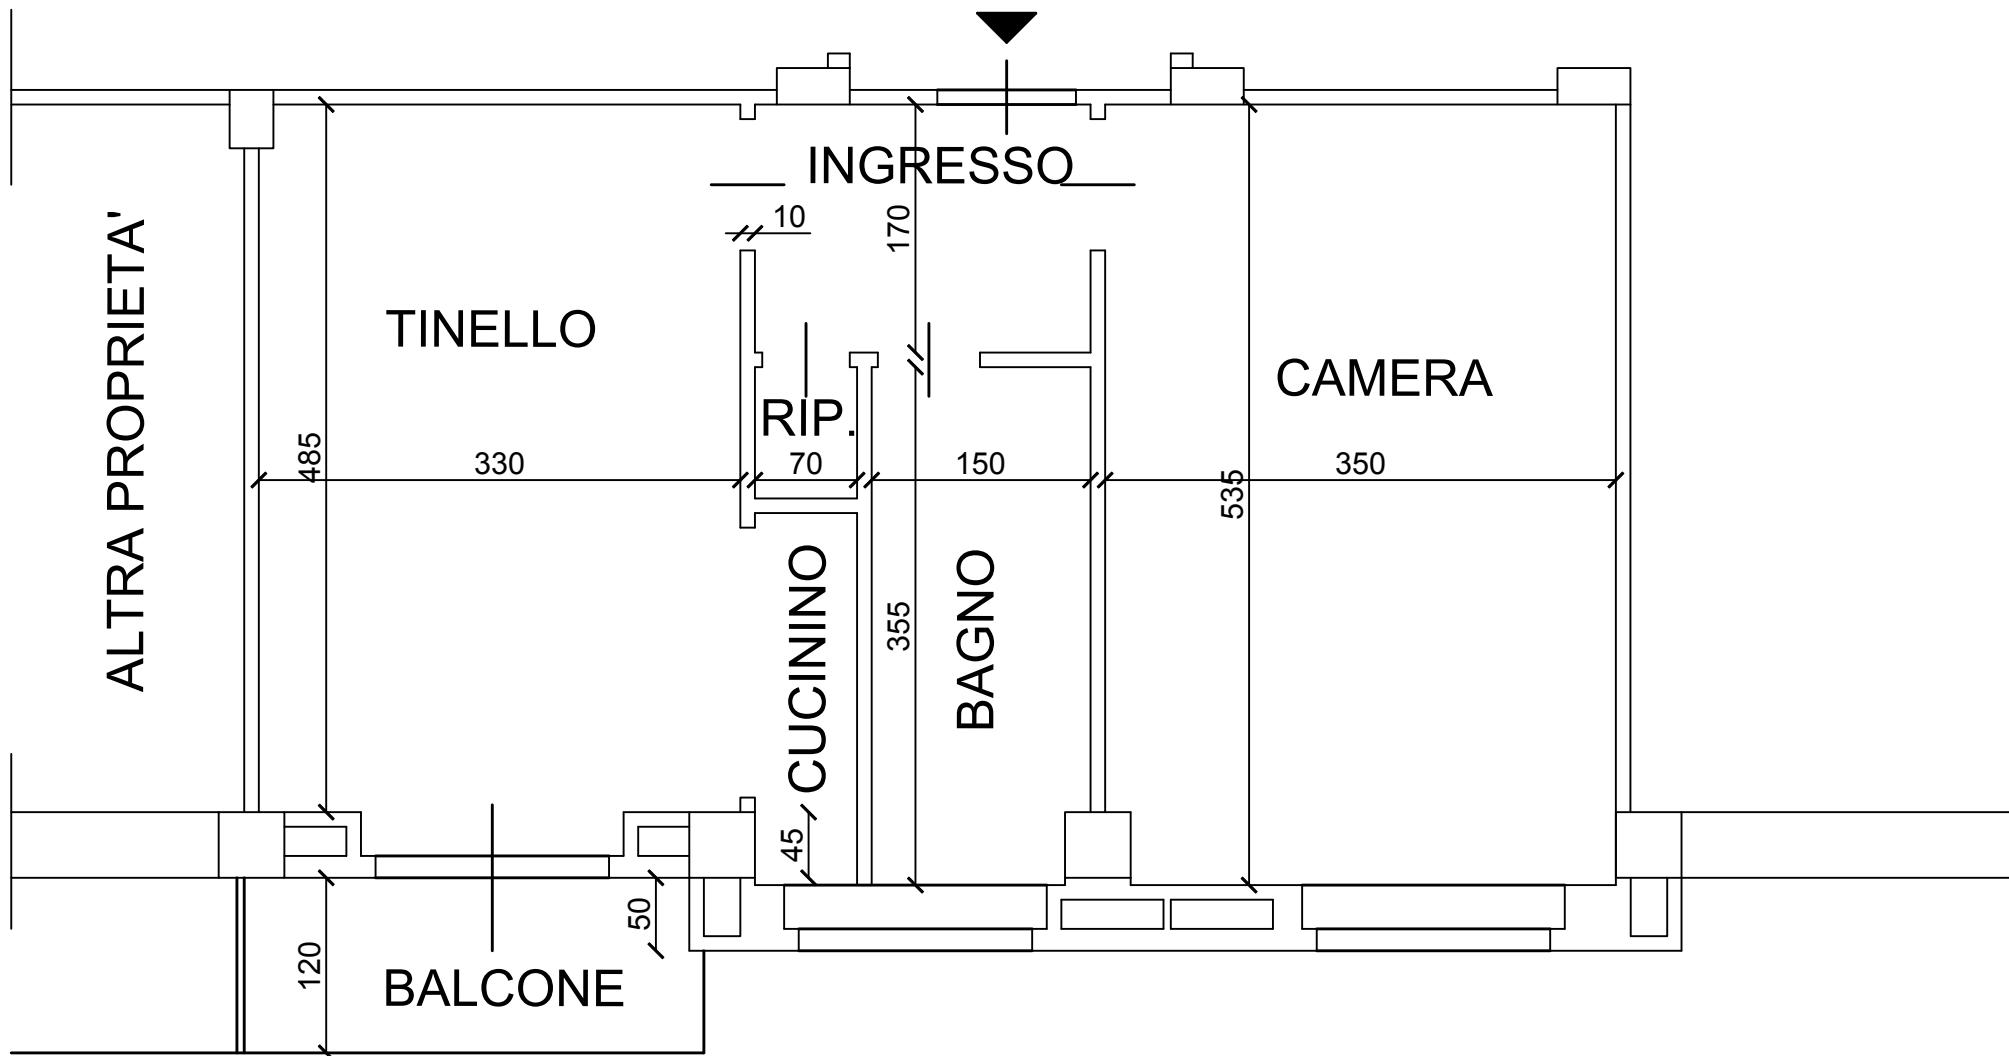 INGRESSO
10
170
ALTRA PROPRIETA'
TINELLO
CAMERA
RIP.
485
330
70
150
535
350
CUCININO
355
BAGNO
45
50
120
BALCONE